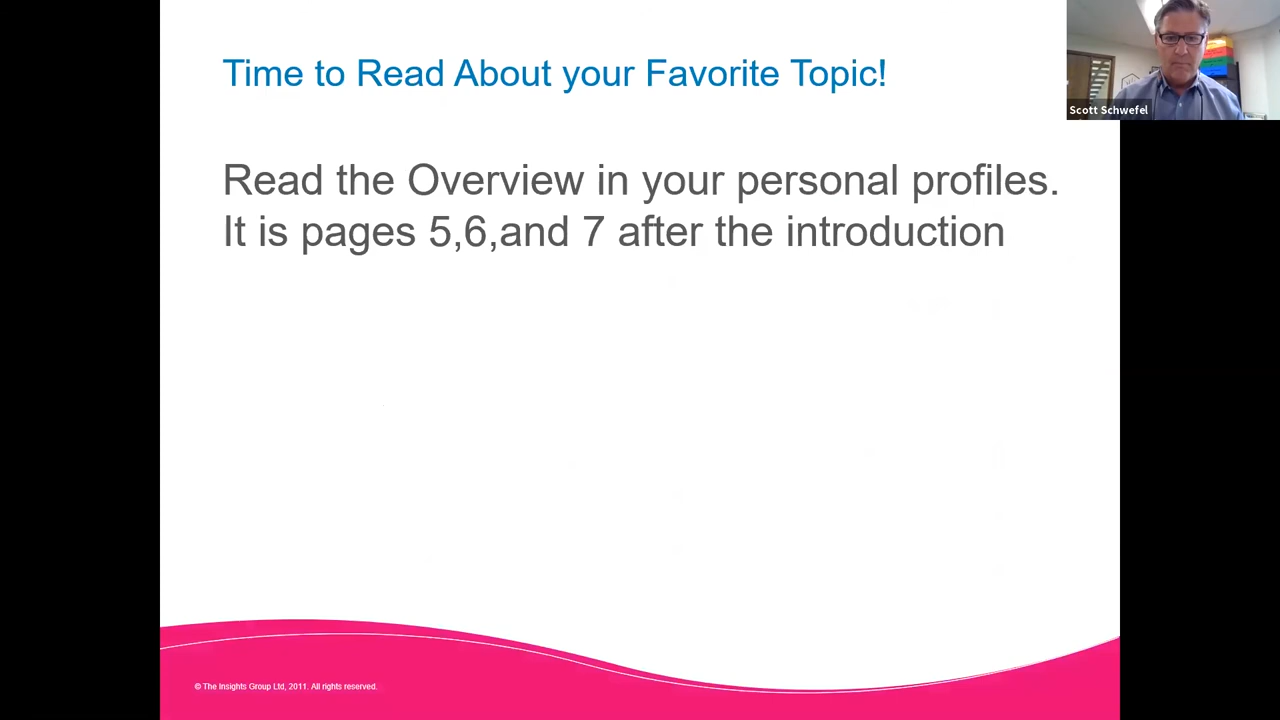 Time to Read About your Favorite Topic!
Scott Schwefel
Read the Overview in your personal profiles.
It is pages 5,6,and 7 after the introduction
© The Insights Group Ltd, 2011. All rights reserved.